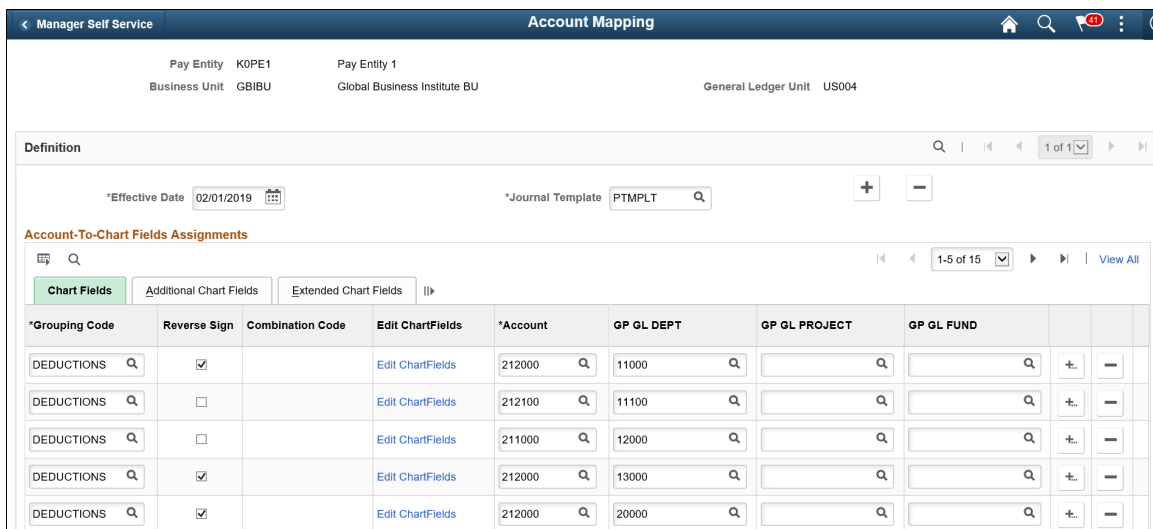 Manager Self Service Account Mapping 41
Pay Entity K0PE1 Pay Entity 1
Business Unit GBIBU Global Business Institute BU General Ledger Unit US004
Definition 1 of 1
*Effective Date 02/01/2019 *Journal Template PTMPLT
Account-To-Chart Fields Assignments
1-5 of 15 View All
Chart Fields Additional Chart Fields Extended Chart Fields
*Grouping Code Reverse Sign Combination Code Edit ChartFields *Account GP GL DEPT GP GL PROJECT GP GL FUND
DEDUCTIONS Edit ChartFields 212000 11000
DEDUCTIONS Edit ChartFields 212100 11100
DEDUCTIONS Edit ChartFields 211000 12000
DEDUCTIONS Edit ChartFields 212000 13000
DEDUCTIONS Edit ChartFields 212000 20000